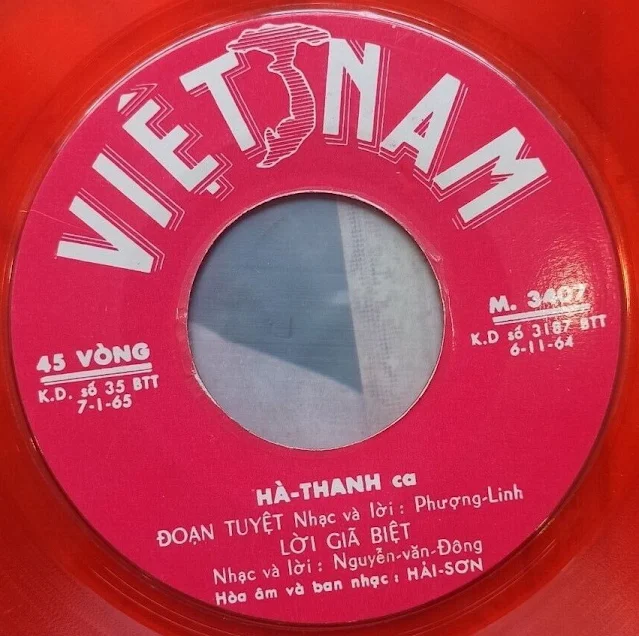 VIỆT NAM
45 VÒNG
K.D. số 35 BTT
7-1-65
M. 3407
K.D số 3187 BTT
6-11-64
HÀ-THANH ca
ĐOẠN TUYỆT Nhạc và lời : Phượng-Linh
LỜI GIÃ BIỆT
Nhạc và lời : Nguyễn-văn-Đông
Hòa âm và ban nhạc : HẢI-SƠN